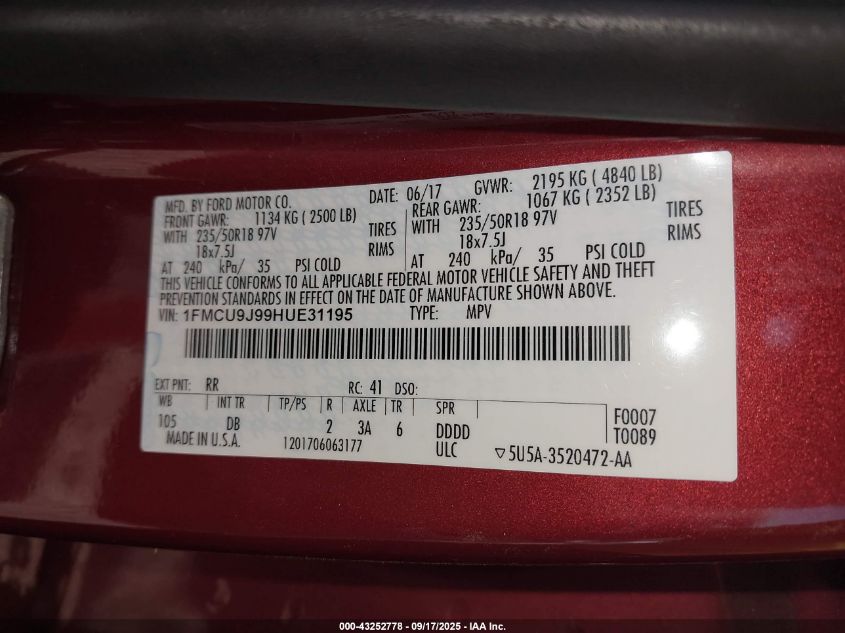 MFD. BY FORD MOTOR CO.
DATE: 06/17 GVWR: 2195 KG ( 4840 LB)
FRONT GAWR: 1134 KG ( 2500 LB)
WITH 235/50R18 97V TIRES
18x7.5J RIMS
AT 240 kPa/ 35 PSI COLD
REAR GAWR: 1067 KG ( 2352 LB)
WITH 235/50R18 97V TIRES
18x7.5J RIMS
AT 240 kPa/ 35 PSI COLD
THIS VEHICLE CONFORMS TO ALL APPLICABLE FEDERAL MOTOR VEHICLE SAFETY AND THEFT
PREVENTION STANDARDS IN EFFECT ON THE DATE OF MANUFACTURE SHOWN ABOVE.
VIN: 1FMCU9J99HUE31195 TYPE: MPV
EXT PNT: RR RC: 41 DSO:
WB INT TR TP/PS R AXLE TR SPR
105 DB 2 3A 6 DDDD F0007
MADE IN U.S.A. 1201706063177 ULC T0089
▽5U5A-3520472-AA
000-43252778 - 09/17/2025 - IAA Inc.